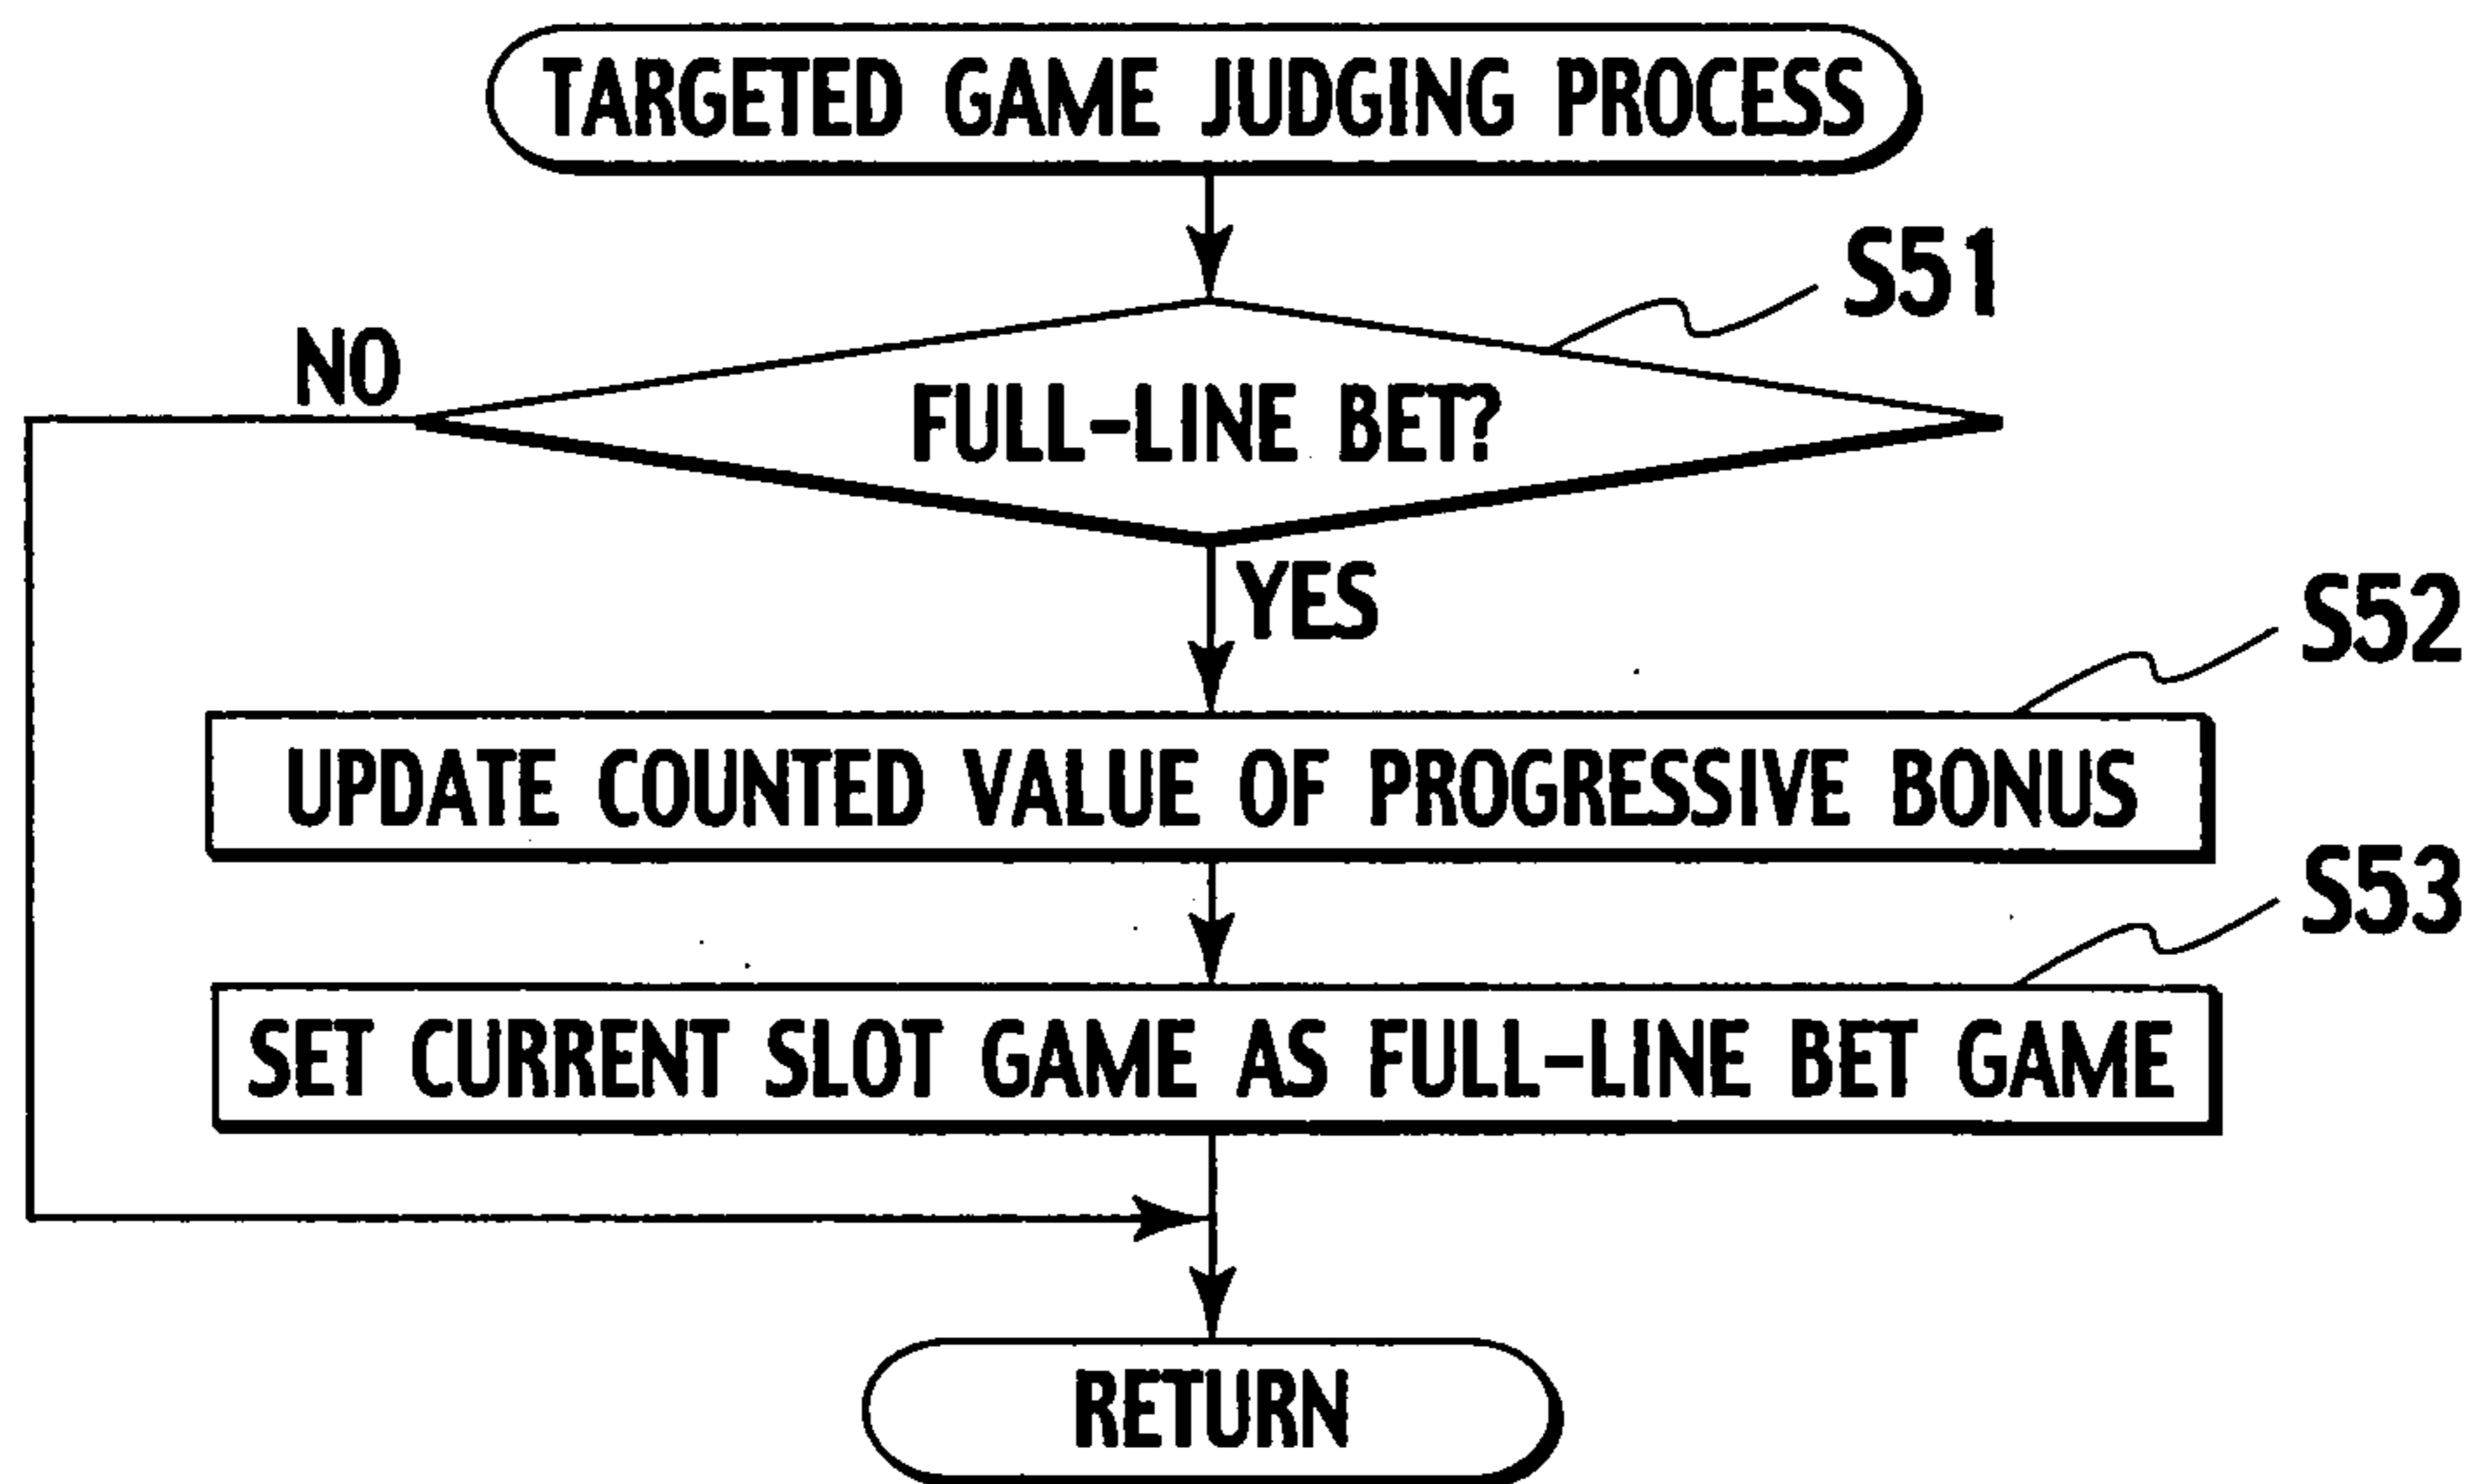 TARGETED GAME JUDGING PROCESS
S51
NO
FULL-LINE BET?
YES
S52
UPDATE COUNTED VALUE OF PROGRESSIVE BONUS
S53
SET CURRENT SLOT GAME AS FULL-LINE BET GAME
RETURN